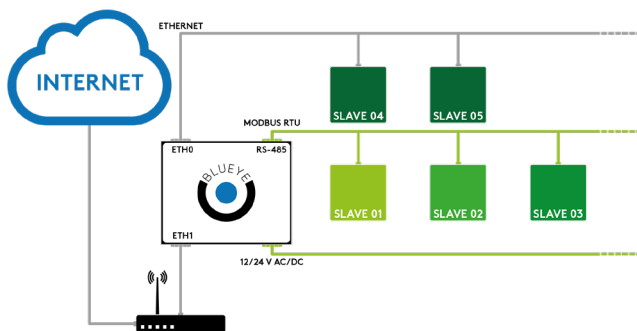 ETHERNET
INTERNET
SLAVE 04
SLAVE 05
MODBUS RTU
ETH0
RS-485
BLUEYE
SLAVE 01
SLAVE 02
SLAVE 03
ETH1
12/24 V AC/DC